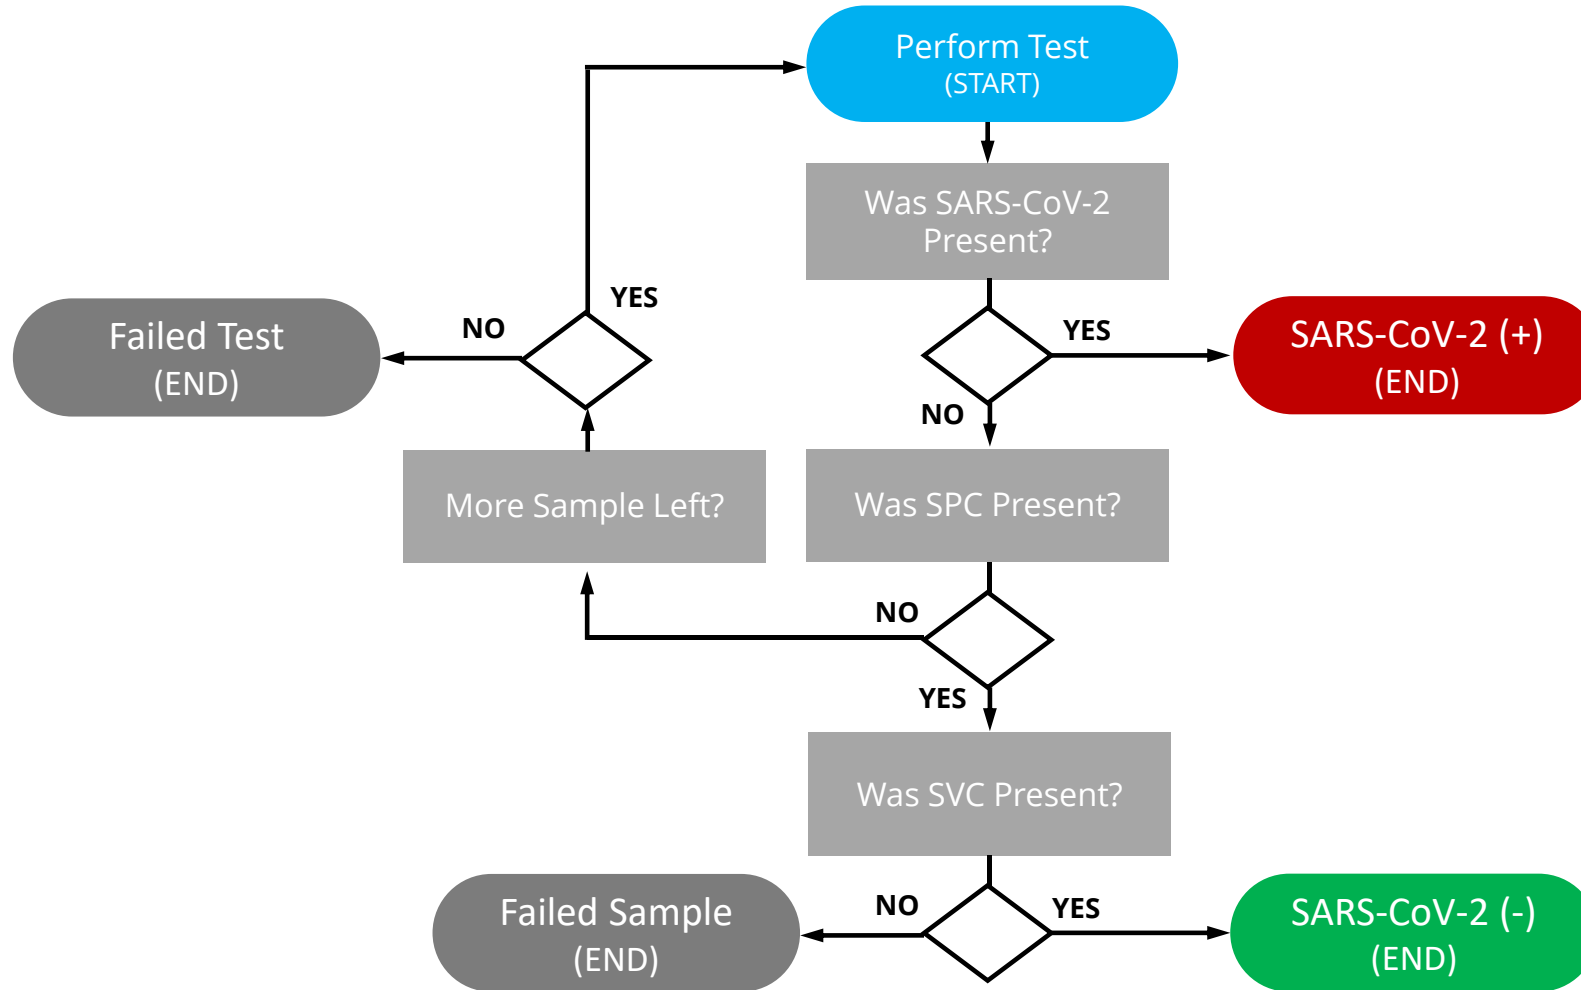 Perform Test
(START)
Was SARS-CoV-2
Present?
YES
NO
YES
NO
Failed Test
(END)
SARS-CoV-2 (+)
(END)
More Sample Left?
Was SPC Present?
NO
YES
Was SVC Present?
NO
YES
Failed Sample
(END)
SARS-CoV-2 (-)
(END)